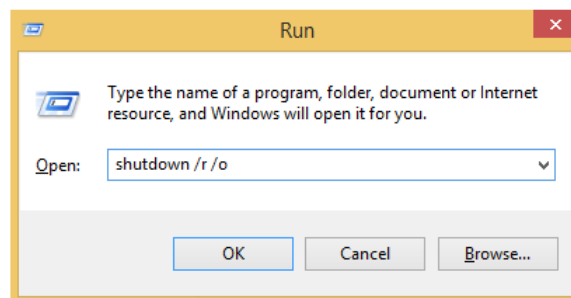 Run
Type the name of a program, folder, document or Internet
resource, and Windows will open it for you.
Open: shutdown /r /o
OK Cancel Browse...